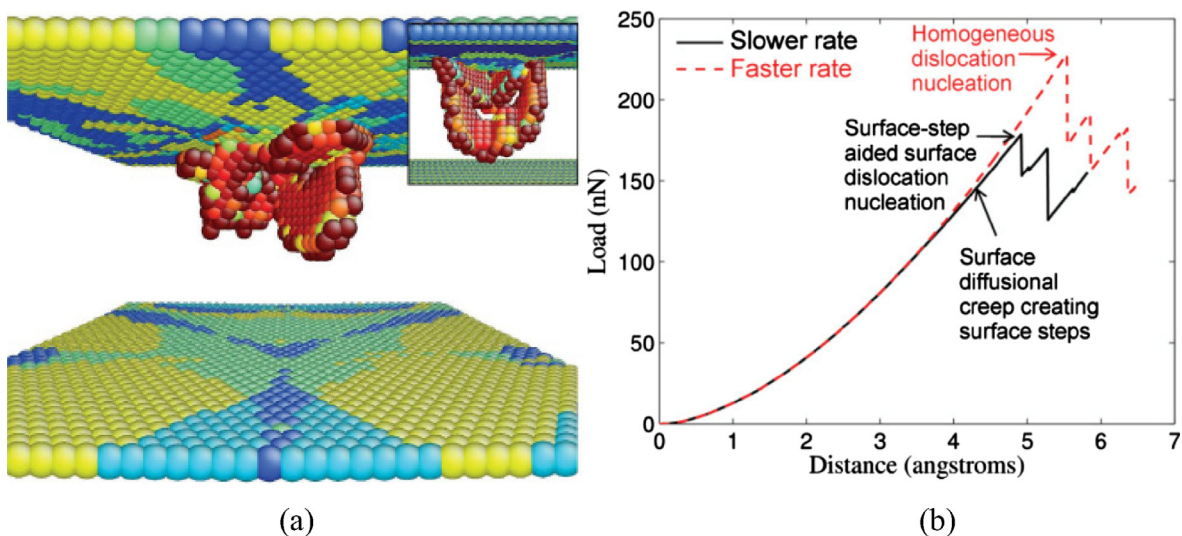 250
200
150
100
50
0
Load (nN)
Slower rate
Faster rate
Homogeneous
dislocation
nucleation
Surface-step
aided surface
dislocation
nucleation
Surface
diffusional
creep creating
surface steps
0 1 2 3 4 5 6 7
Distance (angstroms)
(a) (b)